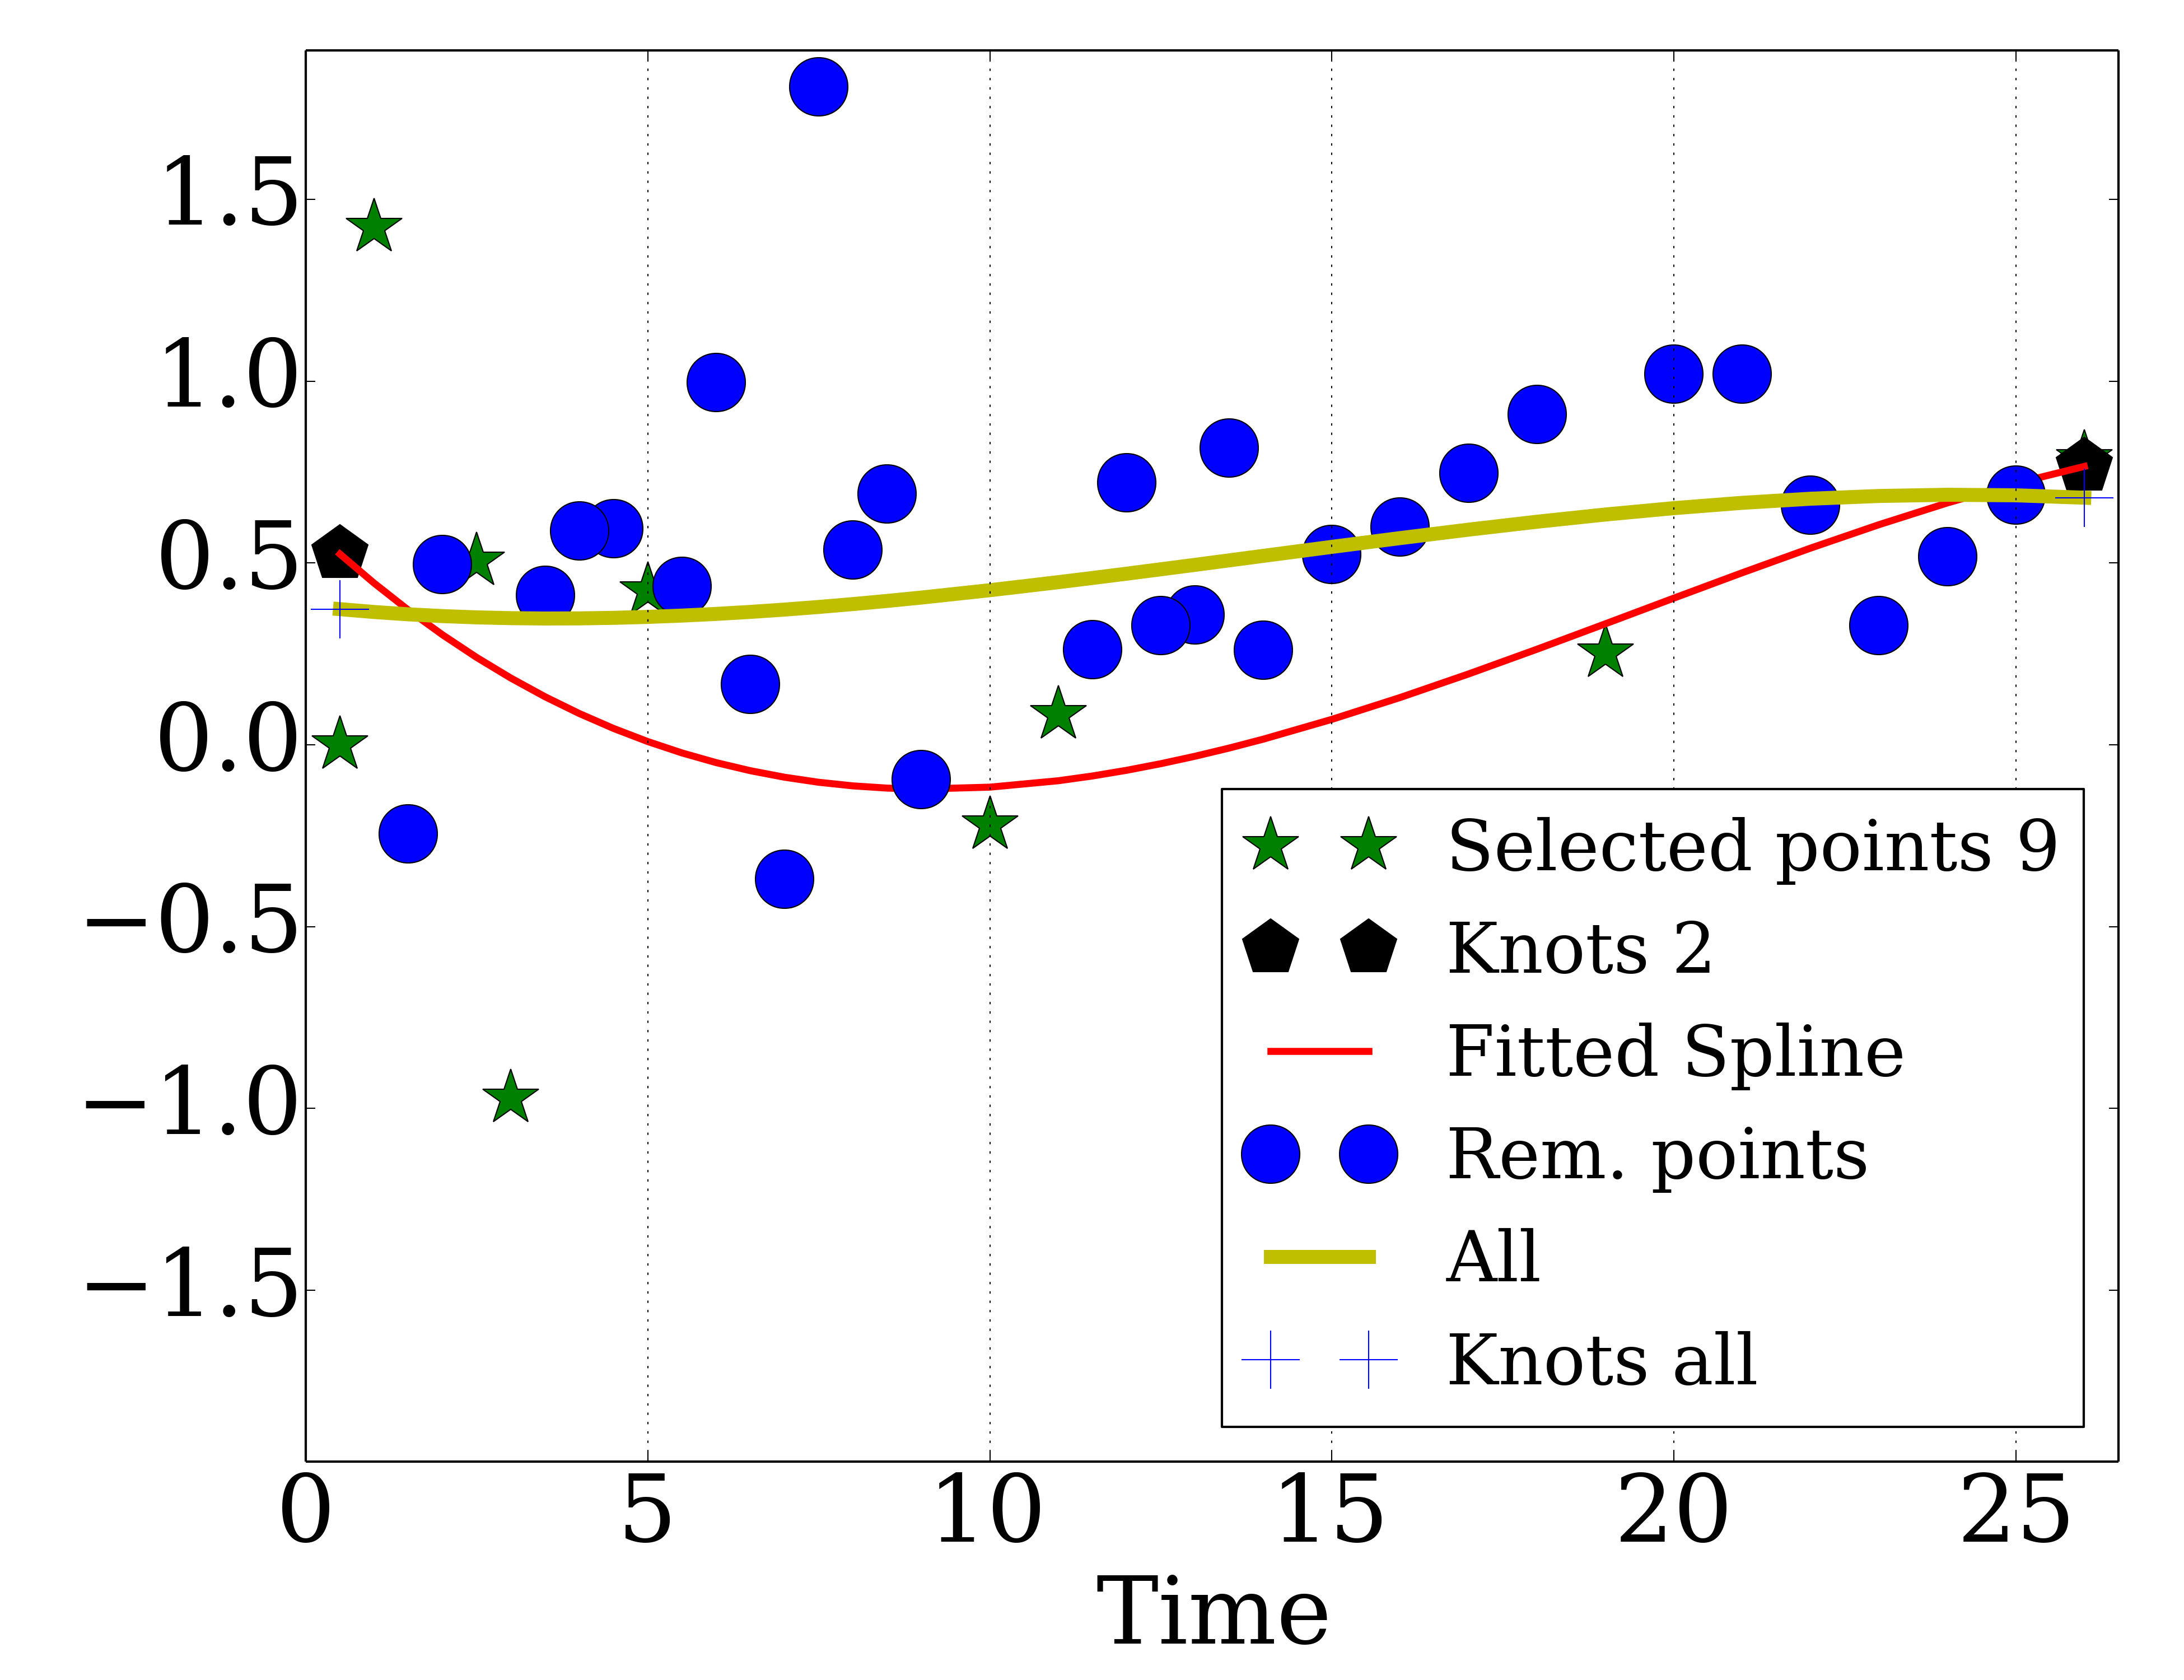 1.5
1.0
0.5
0.0
−0.5
−1.0
−1.5
Selected points 9
Knots 2
Fitted Spline
Rem. points
All
Knots all
0 5 10 15 20 25
Time